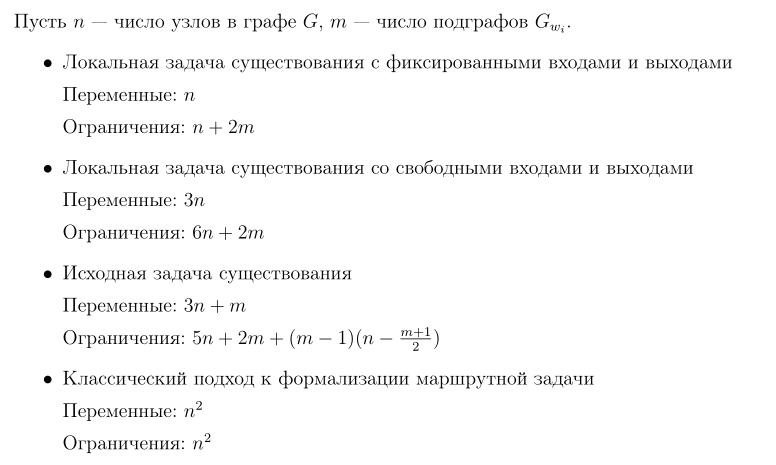 Пусть n — число узлов в графе G, m — число подграфов G_{w_i}.
• Локальная задача существования с фиксированными входами и выходами
Переменные: n
Ограничения: n + 2m
• Локальная задача существования со свободными входами и выходами
Переменные: 3n
Ограничения: 6n + 2m
• Исходная задача существования
Переменные: 3n + m
Ограничения: 5n + 2m + (m − 1)(n − \frac{m+1}{2})
• Классический подход к формализации маршрутной задачи
Переменные: n^2
Ограничения: n^2